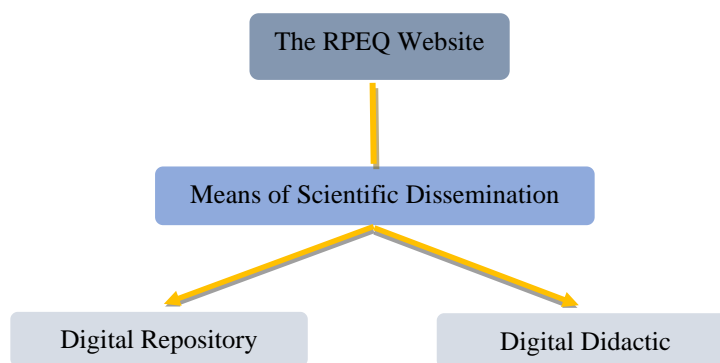 The RPEQ Website
Means of Scientific Dissemination
Digital Repository
Digital Didactic